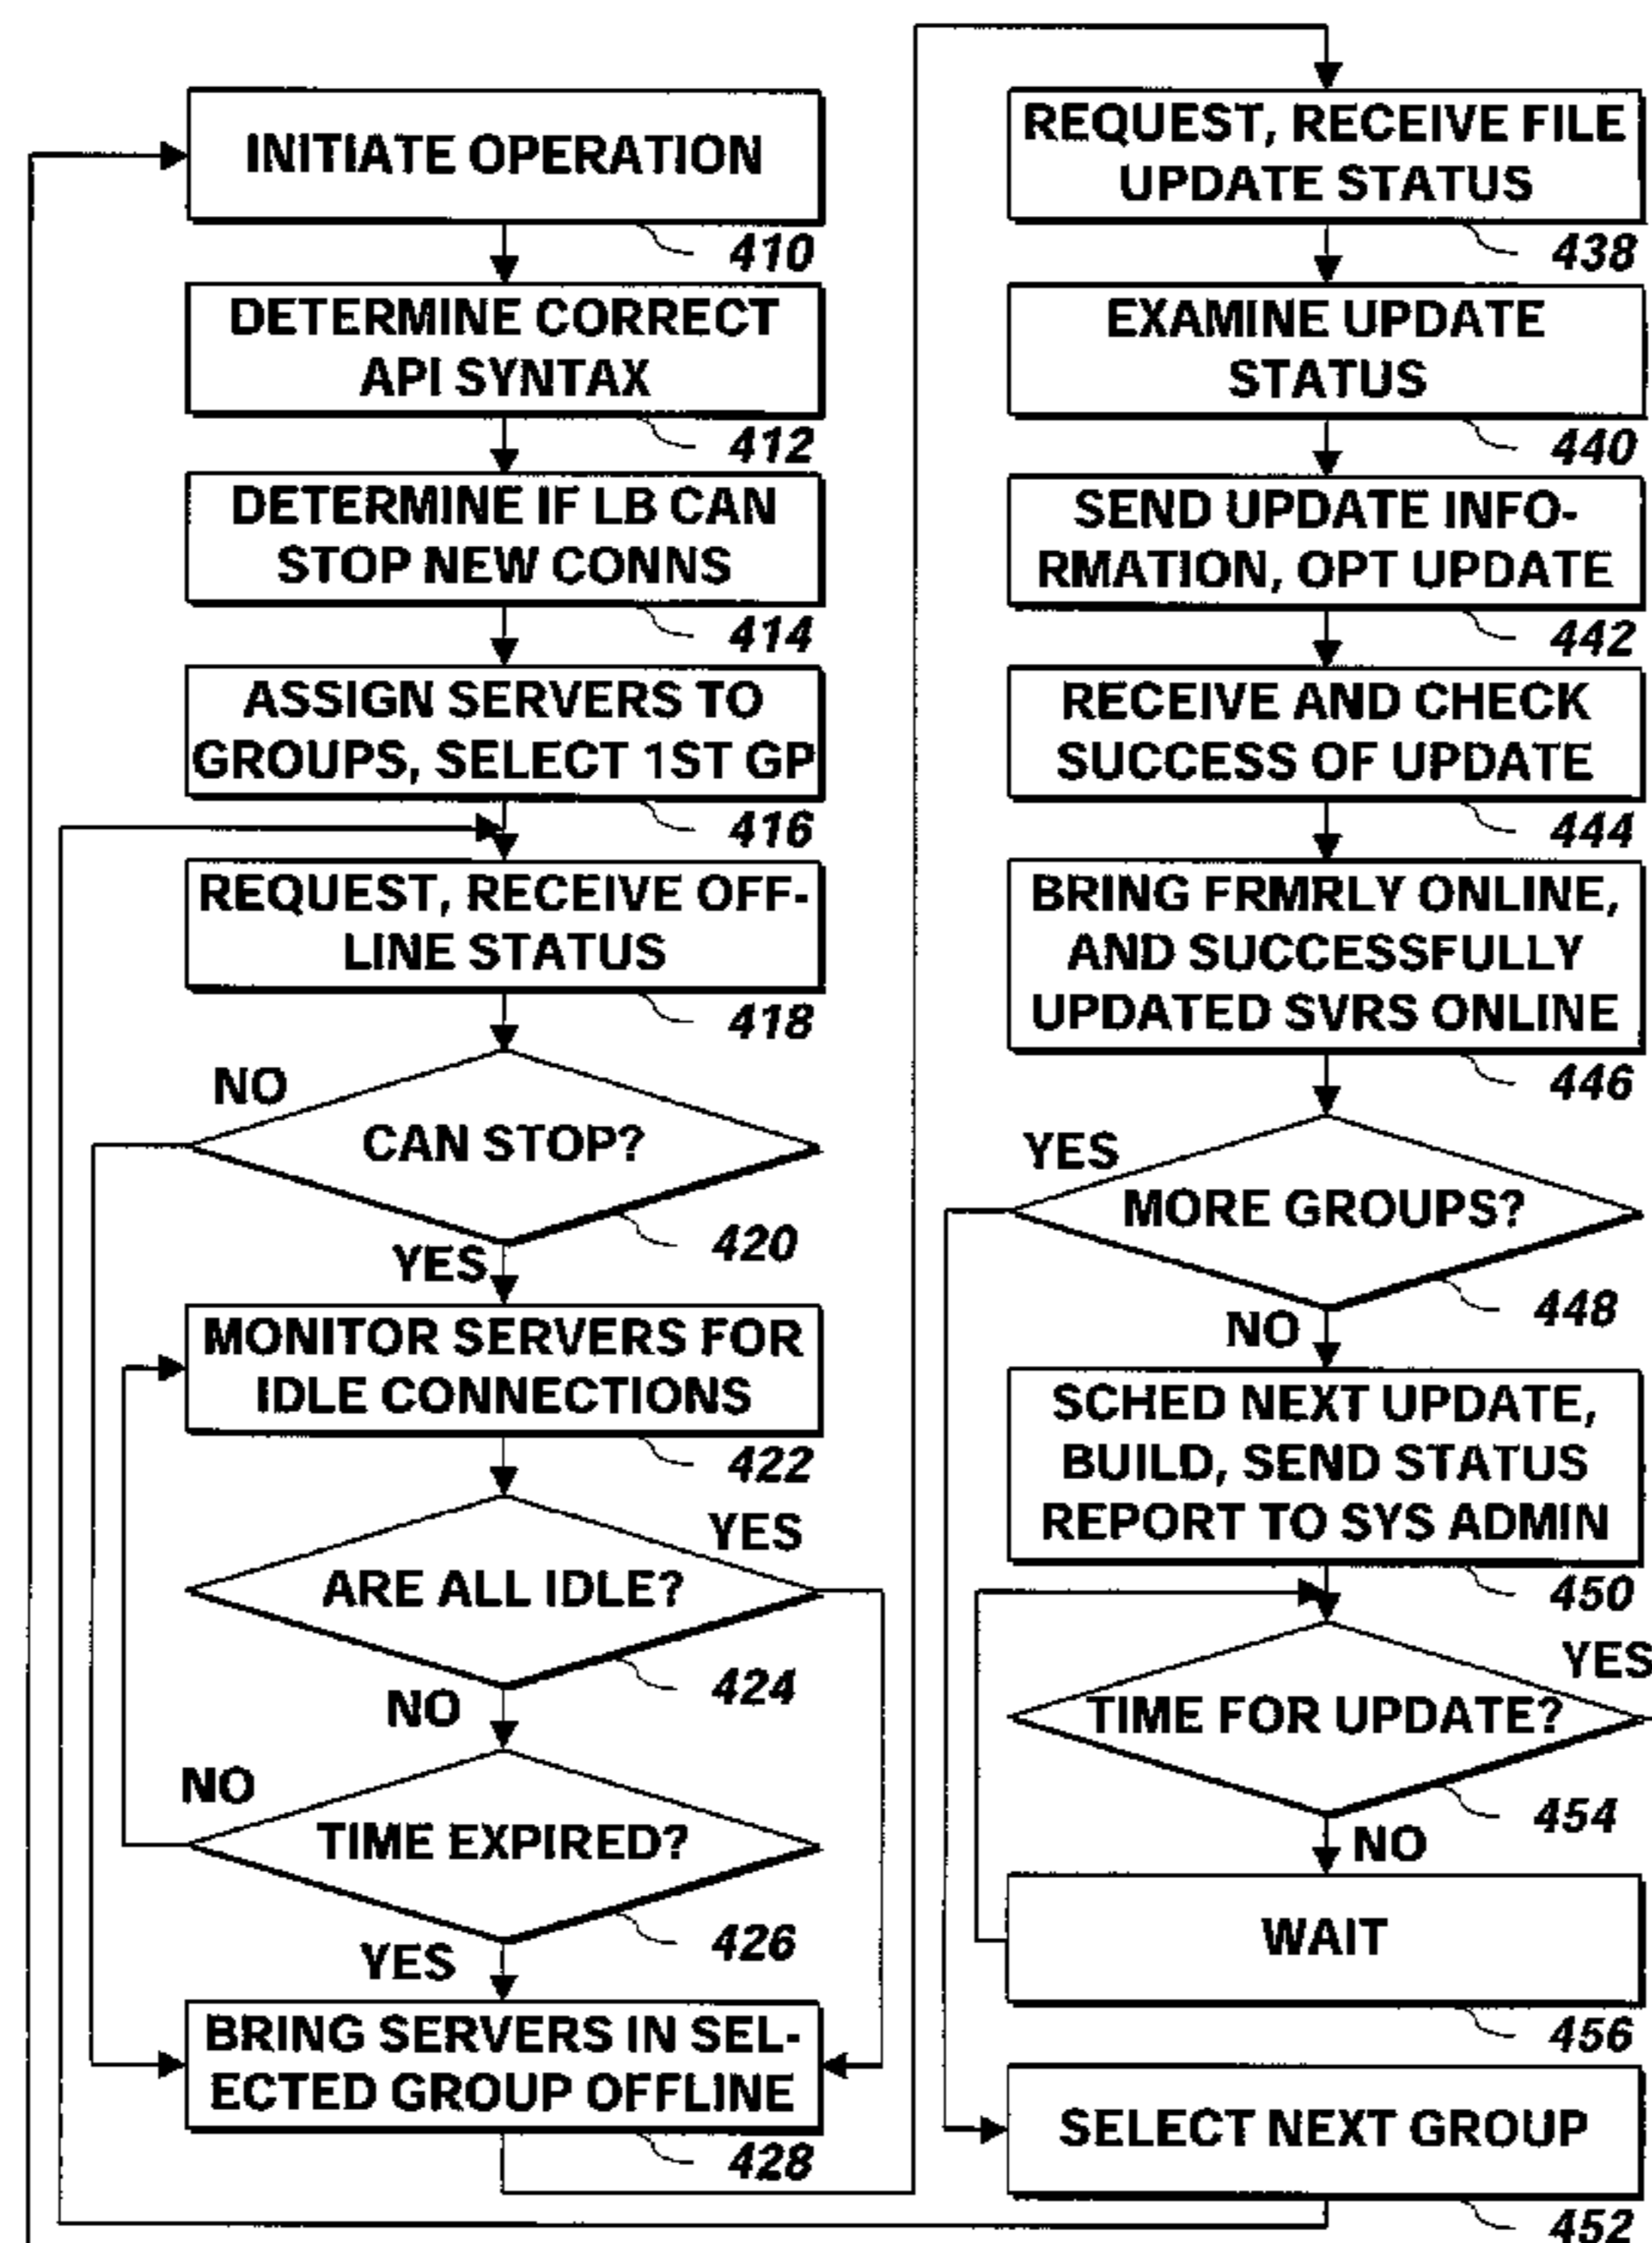 INITIATE OPERATION
410
DETERMINE CORRECT
API SYNTAX
412
DETERMINE IF LB CAN
STOP NEW CONNS
414
ASSIGN SERVERS TO
GROUPS, SELECT 1ST GP
416
REQUEST, RECEIVE OFF-
LINE STATUS
418
NO
CAN STOP?
420
YES
MONITOR SERVERS FOR
IDLE CONNECTIONS
422
YES
ARE ALL IDLE?
424
NO
NO
TIME EXPIRED?
426
YES
BRING SERVERS IN SEL-
ECTED GROUP OFFLINE
428
REQUEST, RECEIVE FILE
UPDATE STATUS
438
EXAMINE UPDATE
STATUS
440
SEND UPDATE INFO-
RMATION, OPT UPDATE
442
RECEIVE AND CHECK
SUCCESS OF UPDATE
444
BRING FRMRLY ONLINE,
AND SUCCESSFULLY
UPDATED SVRS ONLINE
446
YES
MORE GROUPS?
448
NO
SCHED NEXT UPDATE,
BUILD, SEND STATUS
REPORT TO SYS ADMIN
450
YES
TIME FOR UPDATE?
454
NO
WAIT
456
SELECT NEXT GROUP
452